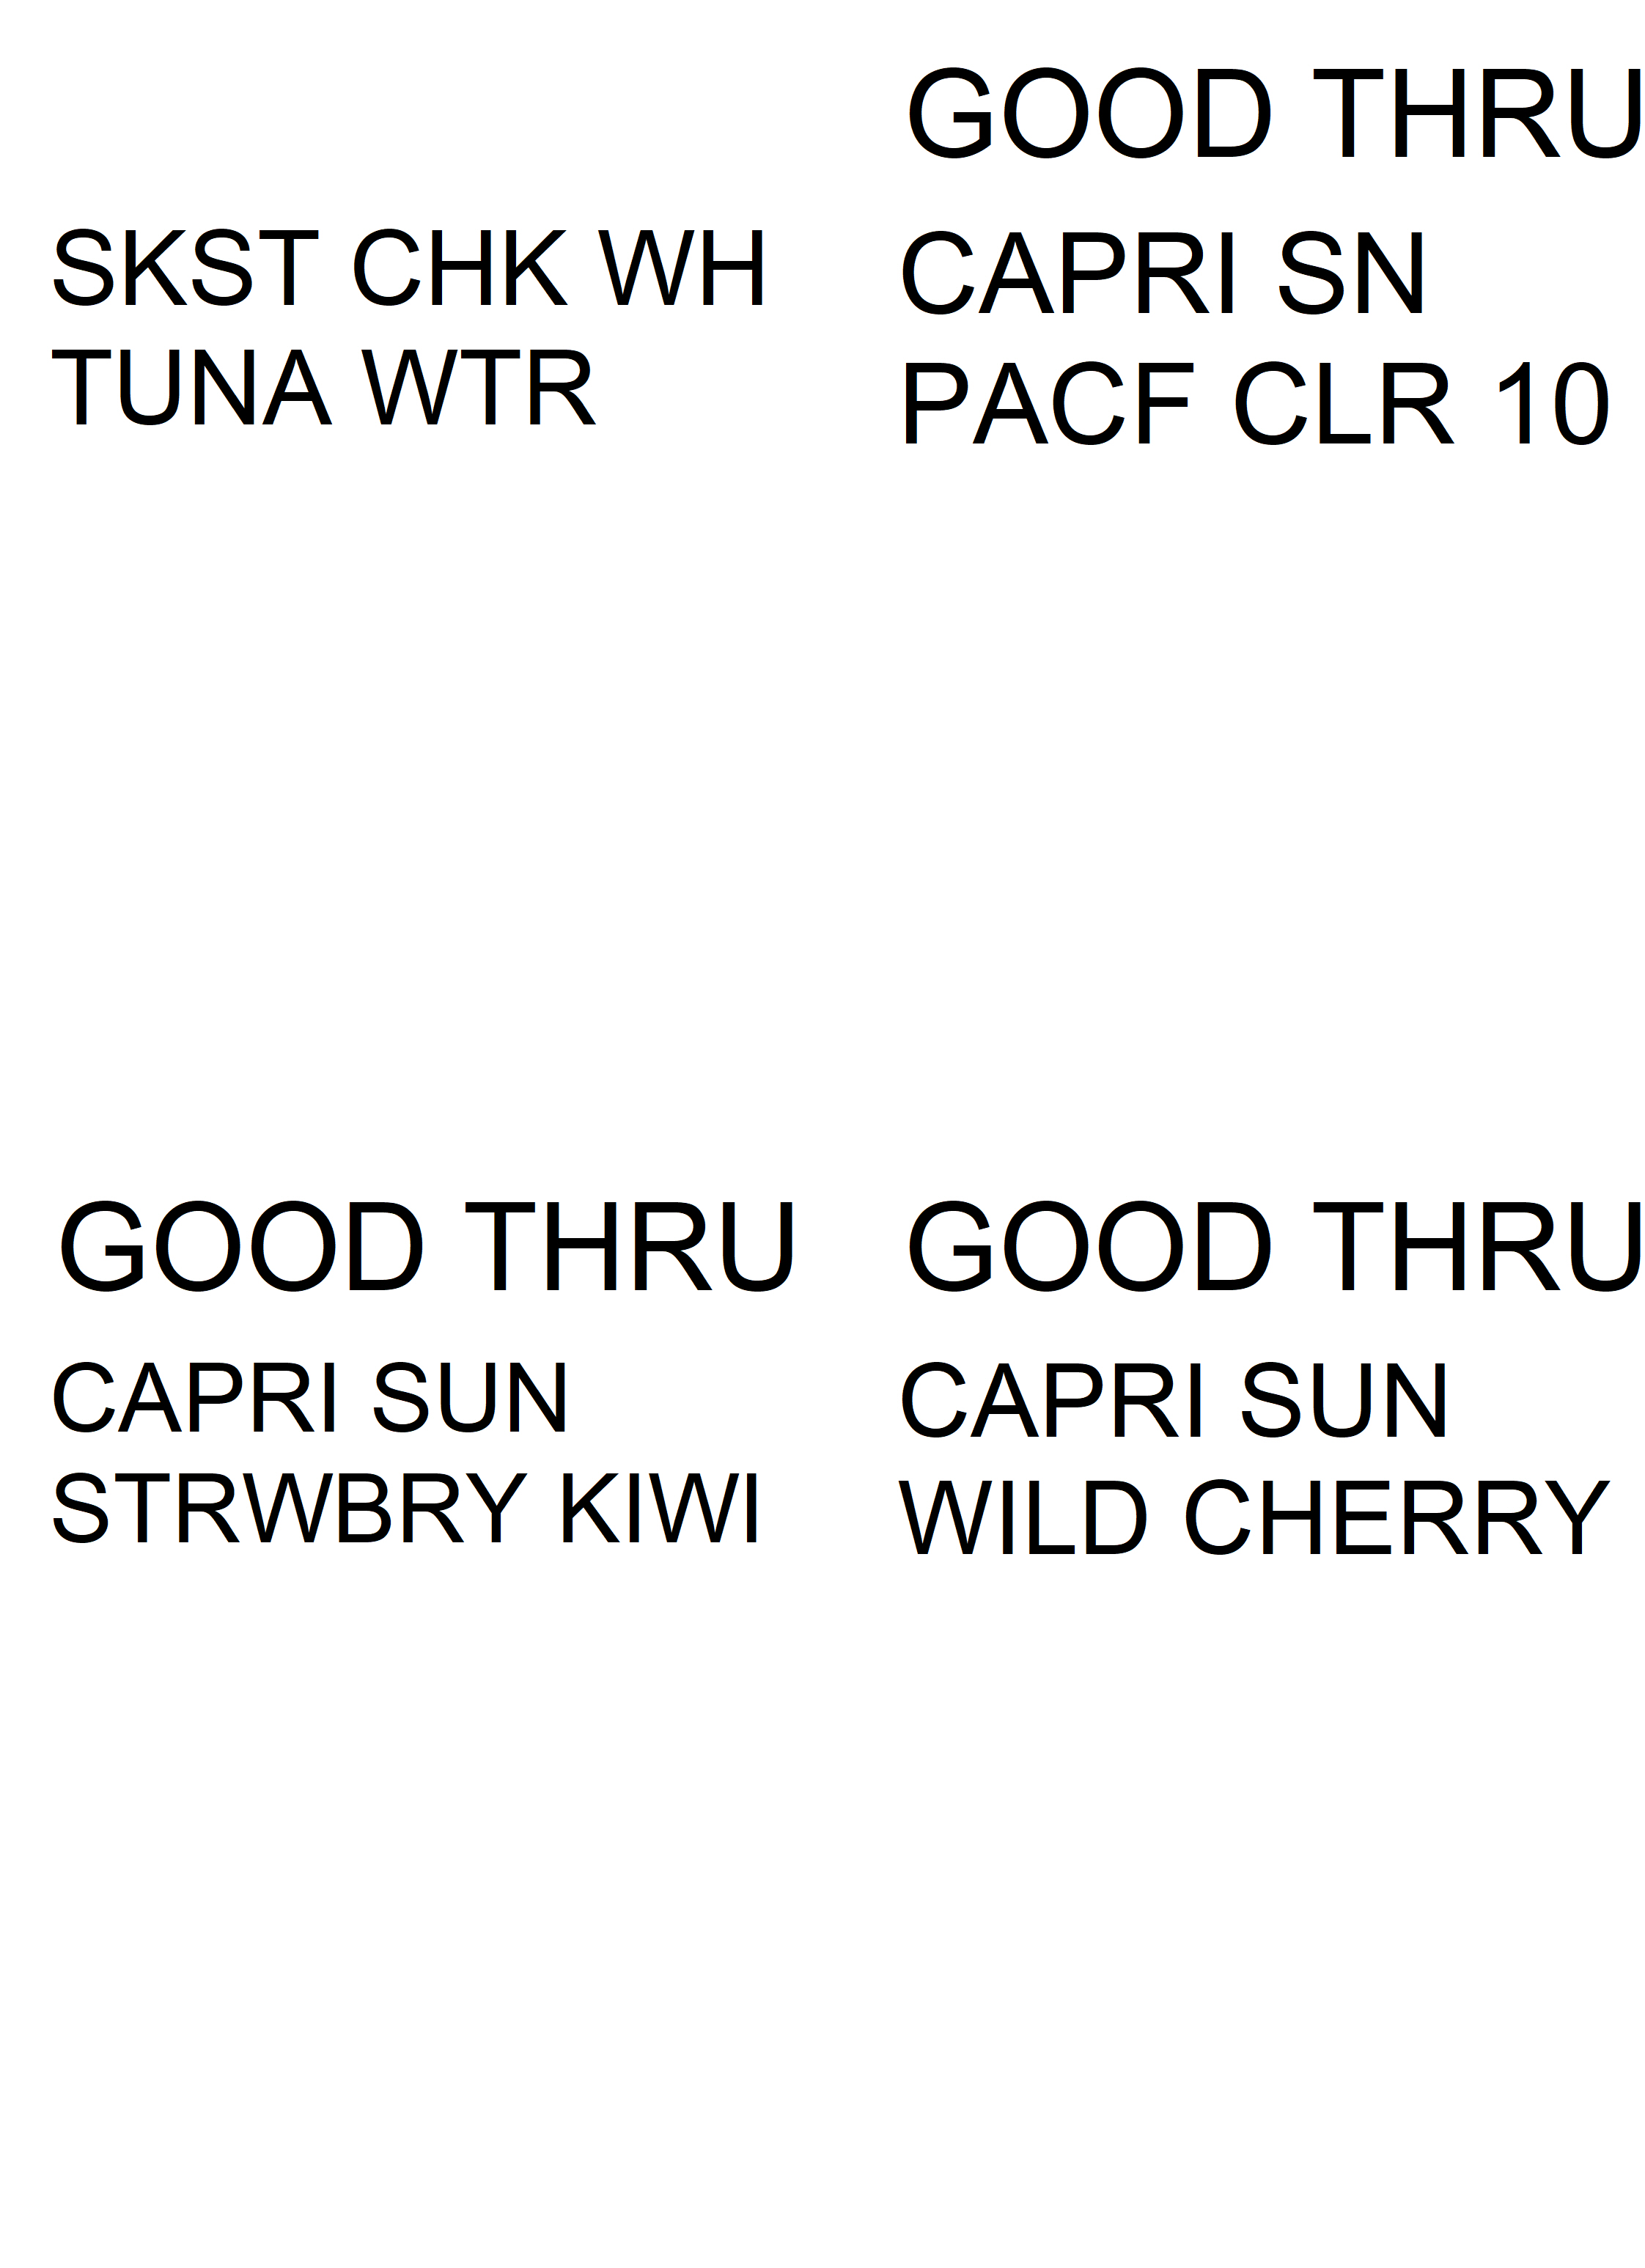 GOOD THRU
SKST CHK WH
TUNA WTR
CAPRI SN
PACF CLR 10
GOOD THRU
CAPRI SUN
STRWBRY KIWI
GOOD THRU
CAPRI SUN
WILD CHERRY